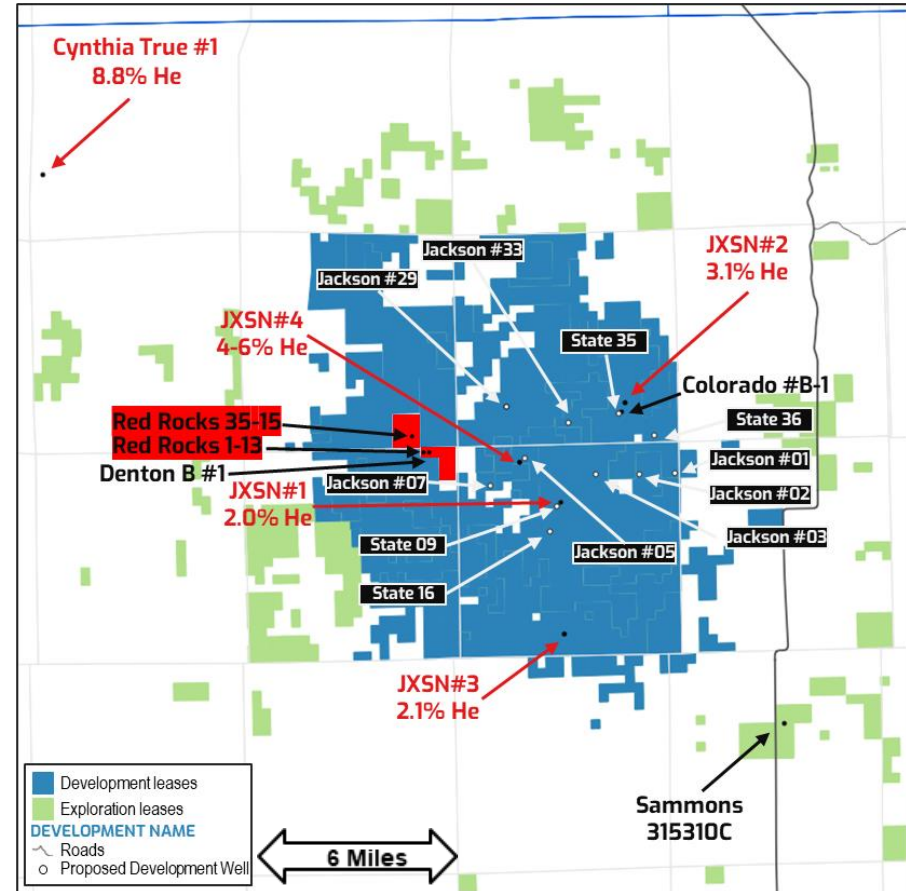 Cynthia True #1
8.8% He
Jackson #33
Jackson #29
JXSN#2
3.1% He
JXSN#4
4-6% He
State 35
Colorado #B-1
Red Rocks 35-15
State 36
Red Rocks 1-13
Denton B #1
Jackson #01
Jackson #07
JXSN#1
2.0% He
Jackson #02
State 09
Jackson #05
Jackson #03
State 16
JXSN#3
2.1% He
Sammons
315310C
Development leases
Exploration leases
DEVELOPMENT NAME
Roads
Proposed Development Well
6 Miles